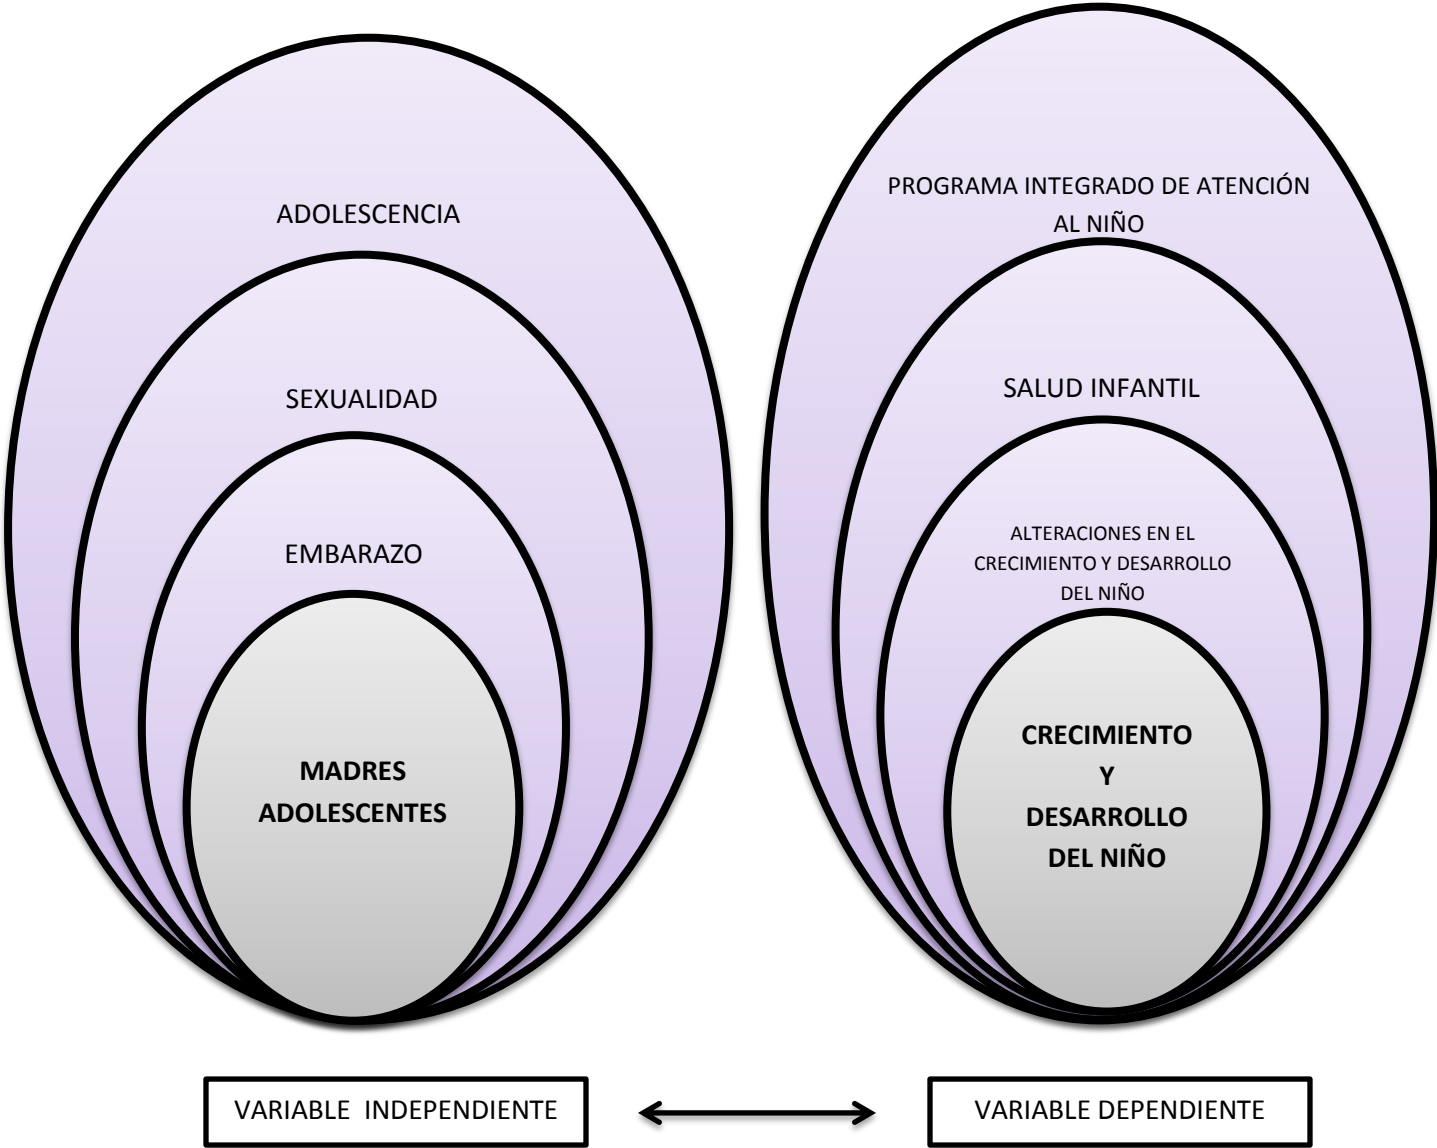 ADOLESCENCIA
SEXUALIDAD
EMBARAZO
MADRES
ADOLESCENTES
PROGRAMA INTEGRADO DE ATENCIÓN
AL NIÑO
SALUD INFANTIL
ALTERACIONES EN EL
CRECIMIENTO Y DESARROLLO
DEL NIÑO
CRECIMIENTO
Y
DESARROLLO
DEL NIÑO
VARIABLE INDEPENDIENTE
VARIABLE DEPENDIENTE